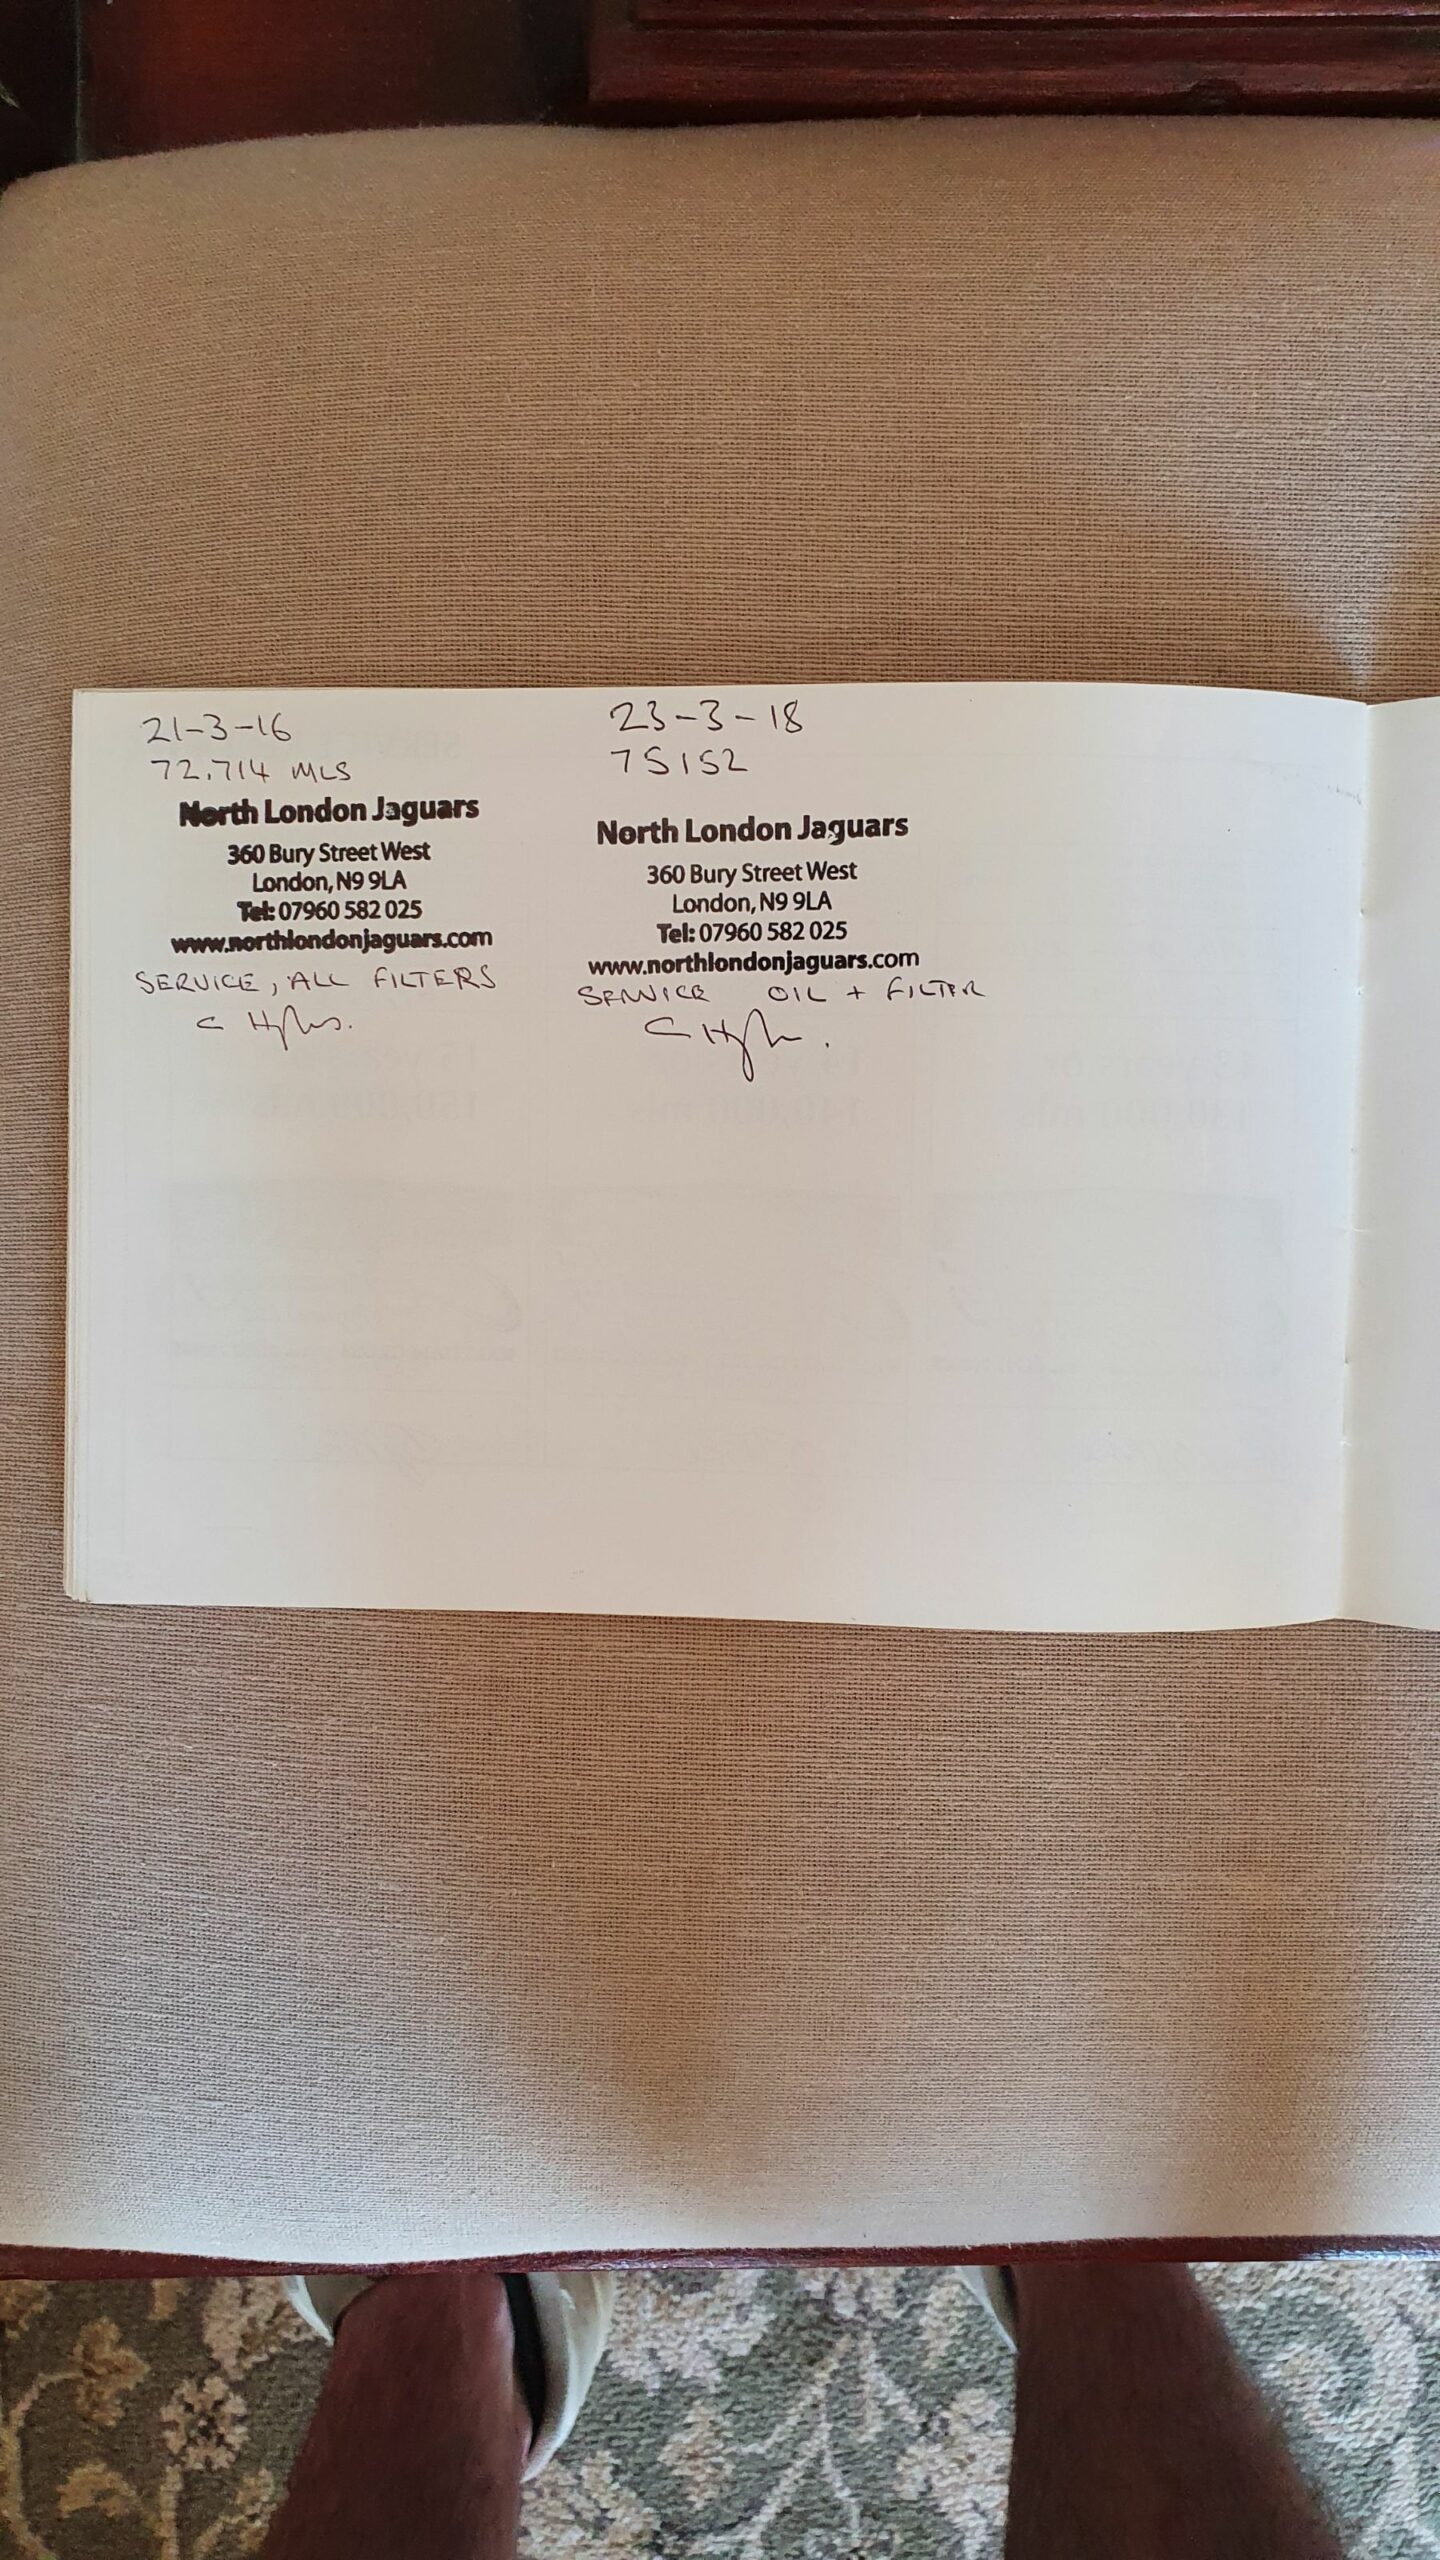 21-3-16
72.714 MLS
North London Jaguars
360 Bury Street West
London, N9 9LA
Tel: 07960 582 025
www.northlondonjaguars.com
SERVICE, ALL FILTERS
23-3-18
75152
North London Jaguars
360 Bury Street West
London, N9 9LA
Tel: 07960 582 025
www.northlondonjaguars.com
SERVICE OIL + FILTER